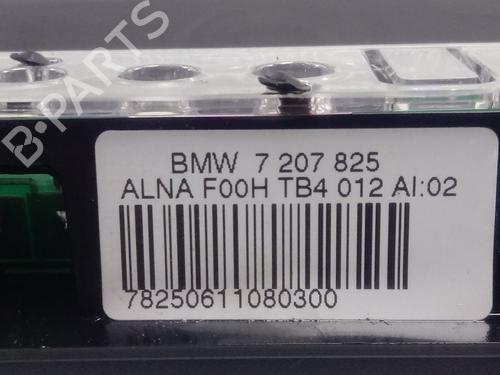 B-PARTS
BMW 7 207 825
ALNA F00H TB4 012 AI:02
78250611080300